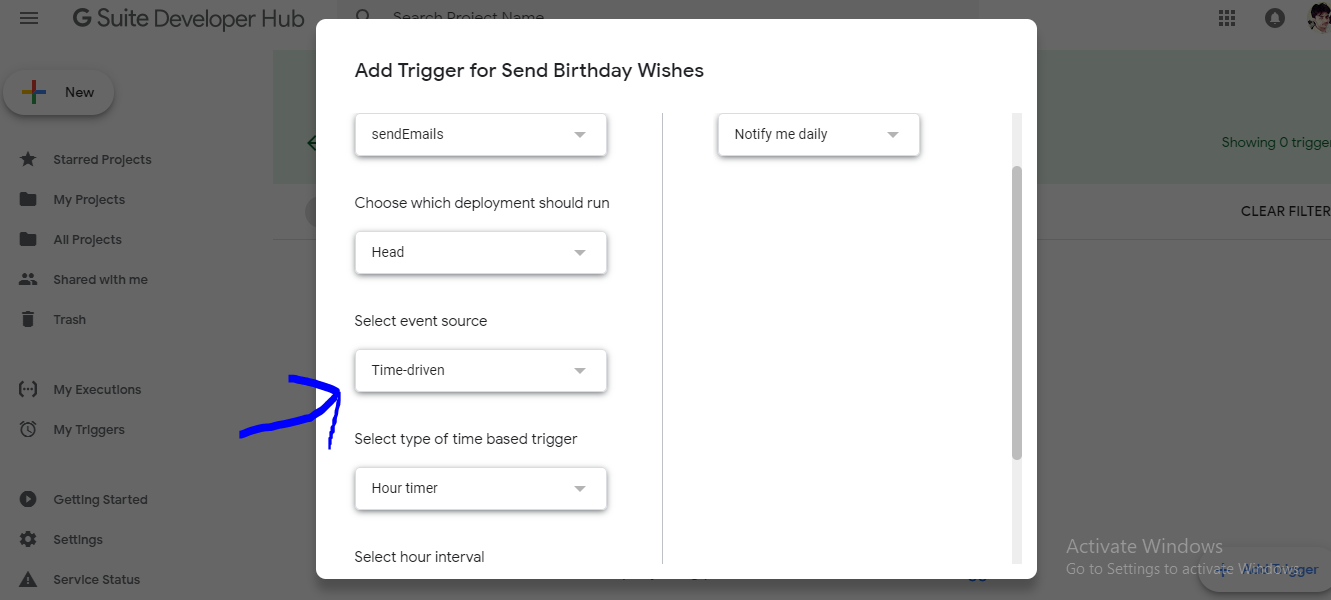 G Suite Developer Hub
Search Project Name
New
Starred Projects
My Projects
All Projects
Shared with me
Trash
My Executions
My Triggers
Getting Started
Settings
Service Status
Add Trigger for Send Birthday Wishes
sendEmails
Notify me daily
Choose which deployment should run
Head
Select event source
Time-driven
Select type of time based trigger
Hour timer
Select hour interval
Showing 0 trigger
CLEAR FILTER
Activate Windows
Go to Settings to activate Windows.
Add Trigger